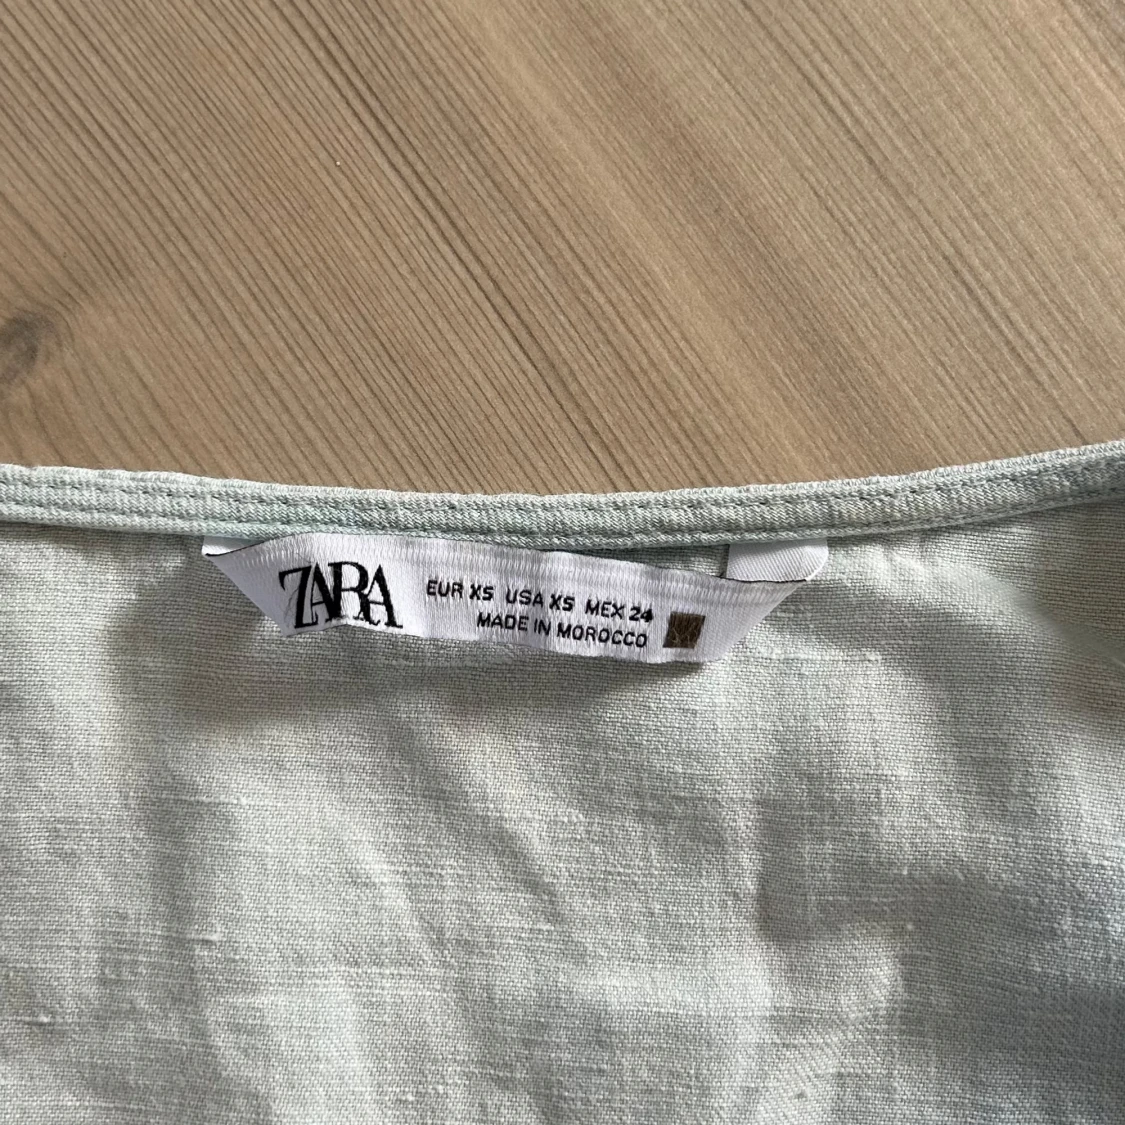 ZARA
EUR XS USA XS MEX 24
MADE IN MOROCCO